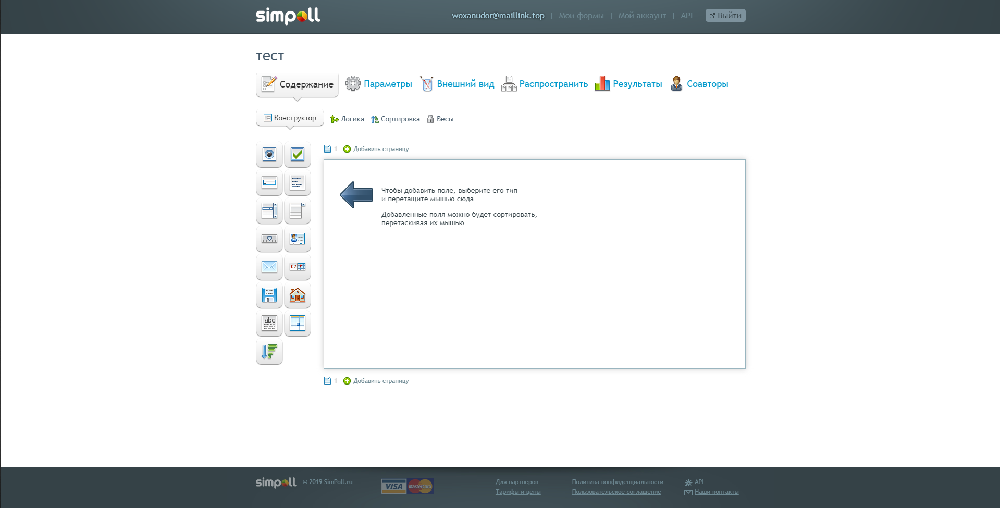 simpoll
woxanudor@maillink.top | Мои формы | Мой аккаунт | API Выйти
тест
Содержание Параметры Внешний вид Распространить Результаты Соавторы
Конструктор Логика Сортировка Весы
1 Добавить страницу
Чтобы добавить поле, выберите его тип
и перетащите мышью сюда
Добавленные поля можно будет сортировать,
перетаскивая их мышью
07
abc
1 Добавить страницу
simpoll © 2019 SimPoll.ru VISA MasterCard
Для партнеров Политика конфиденциальности API
Тарифы и цены Пользовательское соглашение Наши контакты